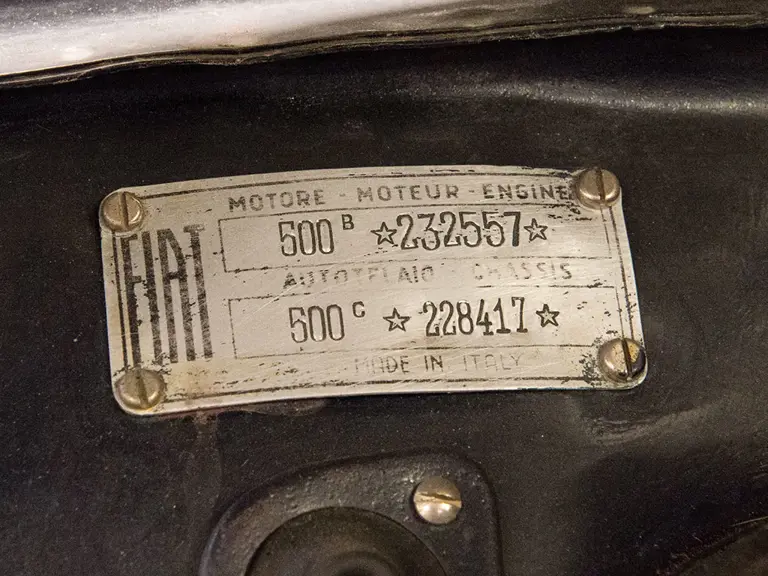 FIAT
MOTORE - MOTEUR - ENGINE
500 B ☆232557☆
AUTOTELAIO - CHASSIS
500 C ☆ 228417☆
MADE IN ITALY